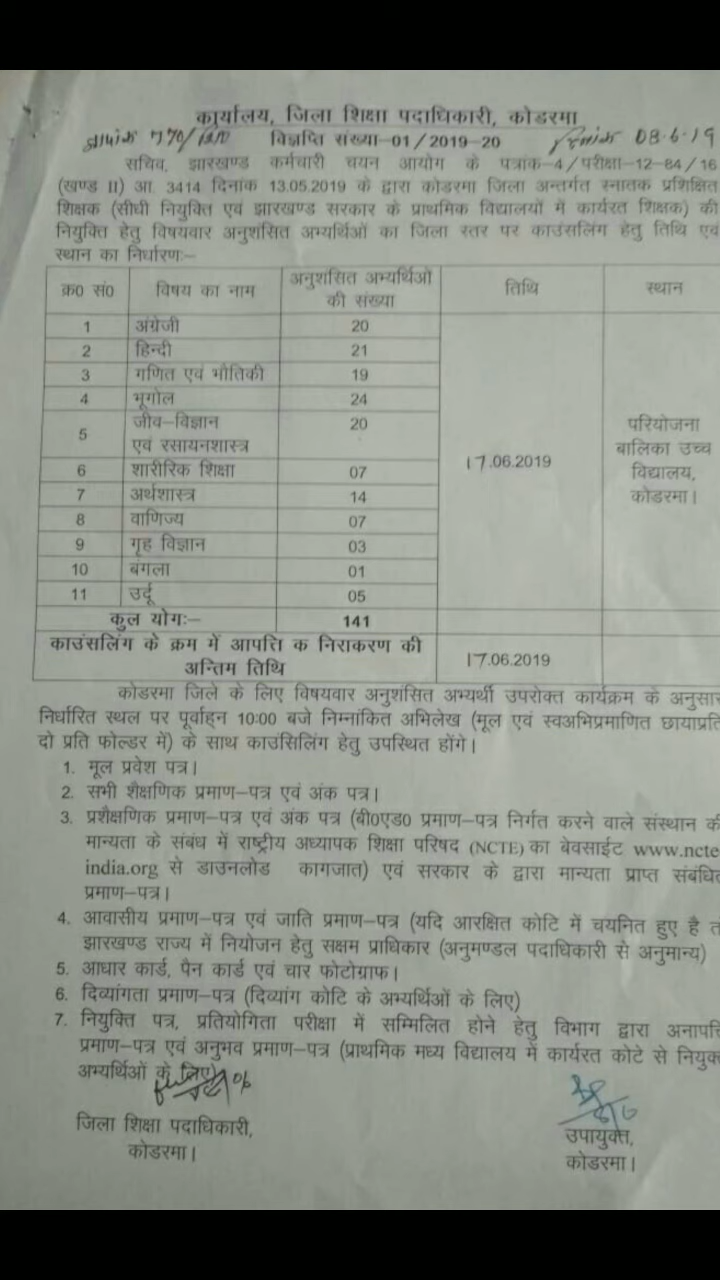 कार्यालय, जिला शिक्षा पदाधिकारी, कोडरमा
ज्ञापांक 770/ विज्ञप्ति संख्या-01/2019-20 दिनांक 08.6.19
सचिव, झारखण्ड कर्मचारी चयन आयोग के पत्रांक-4/परीक्षा-12-84/16
(खण्ड II) आ. 3414 दिनांक 13.05.2019 के द्वारा कोडरमा जिला अन्तर्गत स्नातक प्रशिक्षित
शिक्षक (सीधी नियुक्ति एवं झारखण्ड सरकार के प्राथमिक विद्यालयों में कार्यरत शिक्षक) की
नियुक्ति हेतु विषयवार अनुशंसित अभ्यर्थिओं का जिला स्तर पर काउंसलिंग हेतु तिथि एवं
स्थान का निर्धारण:-
क्र0 सं0 विषय का नाम अनुशंसित अभ्यर्थिओं की संख्या तिथि स्थान
1 अंग्रेजी 20
2 हिन्दी 21
3 गणित एवं भौतिकी 19
4 भूगोल 24
5 जीव-विज्ञान एवं रसायनशास्त्र 20
6 शारीरिक शिक्षा 07
7 अर्थशास्त्र 14
8 वाणिज्य 07
9 गृह विज्ञान 03
10 बंगला 01
11 उर्दू 05
17.06.2019
परियोजना
बालिका उच्च
विद्यालय,
कोडरमा।
कुल योग:- 141
काउंसलिंग के क्रम में आपत्ति क निराकरण की
अन्तिम तिथि 17.06.2019
कोडरमा जिले के लिए विषयवार अनुशंसित अभ्यर्थी उपरोक्त कार्यक्रम के अनुसार
निर्धारित स्थल पर पूर्वाहन 10:00 बजे निम्नांकित अभिलेख (मूल एवं स्वअभिप्रमाणित छायाप्रति
दो प्रति फोल्डर में) के साथ काउंसिलिंग हेतु उपस्थित होंगे।
1. मूल प्रवेश पत्र।
2. सभी शैक्षणिक प्रमाण-पत्र एवं अंक पत्र।
3. प्रशैक्षणिक प्रमाण-पत्र एवं अंक पत्र (बी0एड0 प्रमाण-पत्र निर्गत करने वाले संस्थान की
मान्यता के संबंध में राष्ट्रीय अध्यापक शिक्षा परिषद (NCTE) का बेवसाईट www.ncte
india.org से डाउनलोड कागजात) एवं सरकार के द्वारा मान्यता प्राप्त संबंधित
प्रमाण-पत्र।
4. आवासीय प्रमाण-पत्र एवं जाति प्रमाण-पत्र (यदि आरक्षित कोटि में चयनित हुए है त
झारखण्ड राज्य में नियोजन हेतु सक्षम प्राधिकार (अनुमण्डल पदाधिकारी से अनुमान्य)
5. आधार कार्ड, पैन कार्ड एवं चार फोटोग्राफ।
6. दिव्यांगता प्रमाण-पत्र (दिव्यांग कोटि के अभ्यर्थिओं के लिए)
7. नियुक्ति पत्र, प्रतियोगिता परीक्षा में सम्मिलित होने हेतु विभाग द्वारा अनापत्ति
प्रमाण-पत्र एवं अनुभव प्रमाण-पत्र (प्राथमिक मध्य विद्यालय में कार्यरत कोटे से नियुक्त
अभ्यर्थिओं के लिए)
जिला शिक्षा पदाधिकारी,
कोडरमा।
उपायुक्त,
कोडरमा।